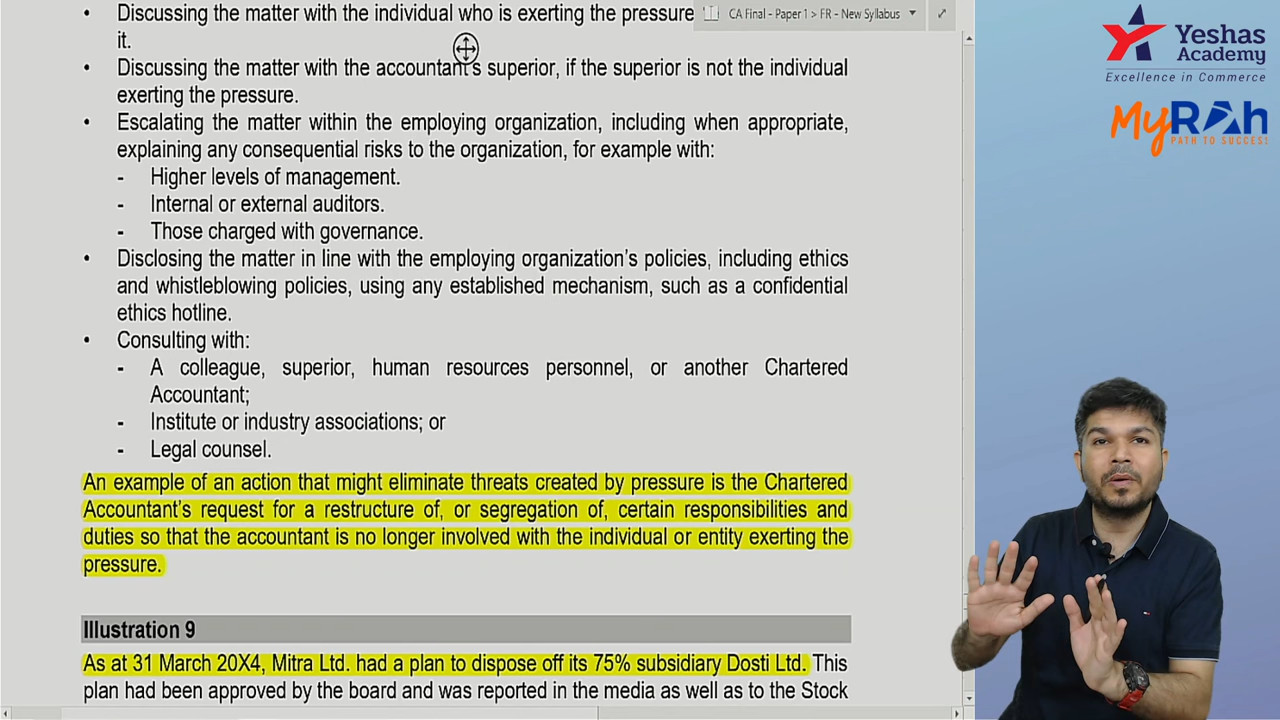 • Discussing the matter with the individual who is exerting the pressure
it.
• Discussing the matter with the accountant's superior, if the superior is not the individual
exerting the pressure.
• Escalating the matter within the employing organization, including when appropriate,
explaining any consequential risks to the organization, for example with:
- Higher levels of management.
- Internal or external auditors.
- Those charged with governance.
• Disclosing the matter in line with the employing organization's policies, including ethics
and whistleblowing policies, using any established mechanism, such as a confidential
ethics hotline.
• Consulting with:
- A colleague, superior, human resources personnel, or another Chartered
Accountant;
- Institute or industry associations; or
- Legal counsel.
An example of an action that might eliminate threats created by pressure is the Chartered
Accountant's request for a restructure of, or segregation of, certain responsibilities and
duties so that the accountant is no longer involved with the individual or entity exerting the
pressure.
Illustration 9
As at 31 March 20X4, Mitra Ltd. had a plan to dispose off its 75% subsidiary Dosti Ltd. This
plan had been approved by the board and was reported in the media as well as to the Stock
CA Final - Paper 1 > FR - New Syllabus
Yeshas
Academy
Excellence in Commerce
MyRAh
PATH TO SUCCESS